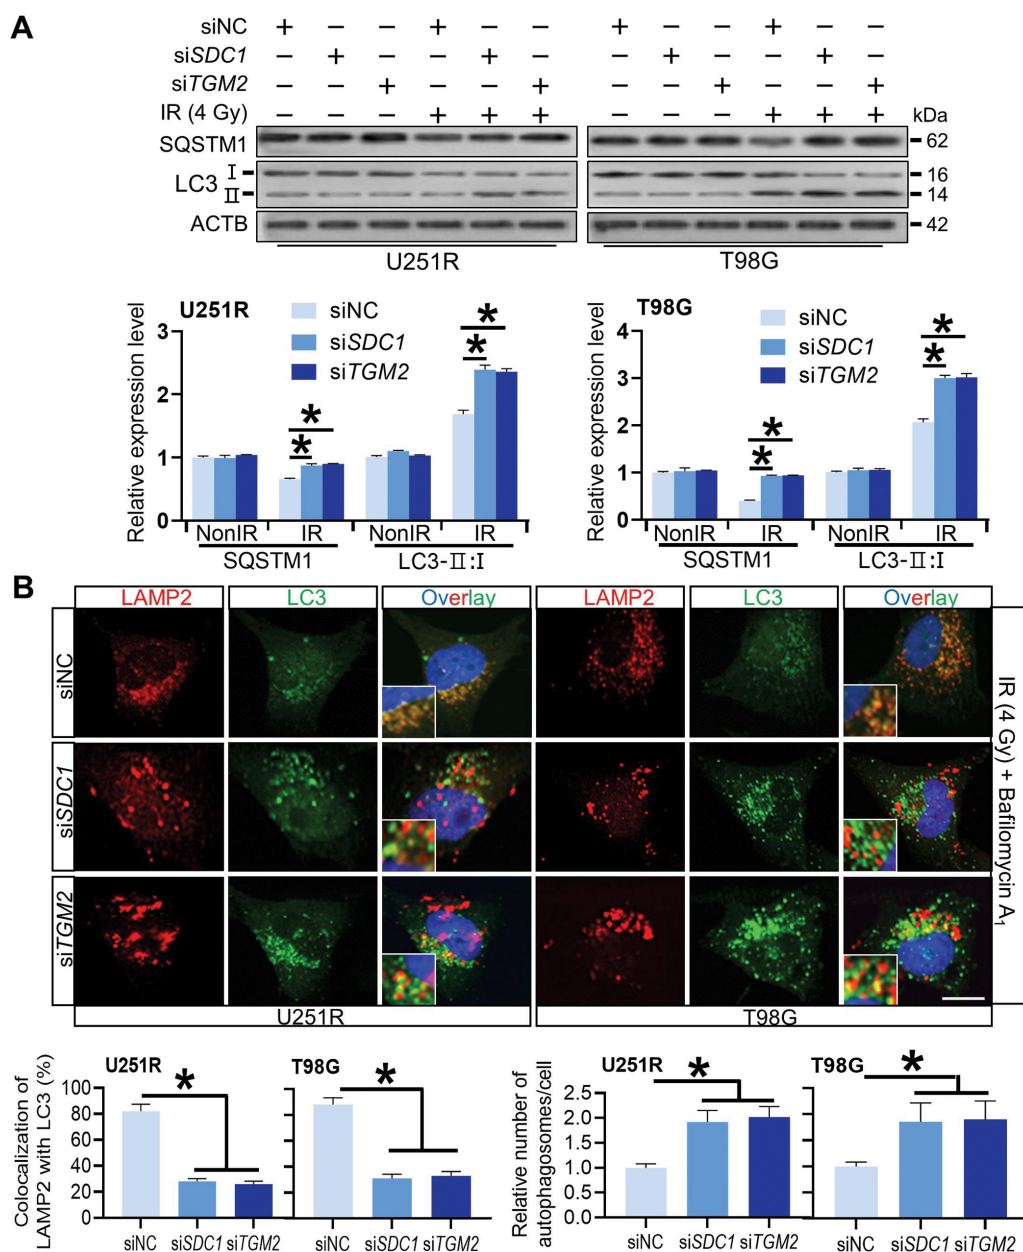 A
siNC + − − + − − + − − + − −
siSDC1 − + − − + − − + − − + −
siTGM2 − − + − − + − − + − − +
IR (4 Gy) − − − + + + − − − + + + kDa
SQSTM1 62
LC3 I 16
II 14
ACTB 42
U251R T98G
U251R
siNC
siSDC1
siTGM2
Relative expression level
3
2
1
0
* * * *
NonIR IR NonIR IR
SQSTM1 LC3-II:I
T98G
siNC
siSDC1
siTGM2
Relative expression level
4
3
2
1
0
* * * *
NonIR IR NonIR IR
SQSTM1 LC3-II:I
B
LAMP2 LC3 Overlay LAMP2 LC3 Overlay
siNC
siSDC1
siTGM2
IR (4 Gy) + Bafilomycin A1
U251R T98G
Colocalization of
LAMP2 with LC3 (%)
U251R
100
80
60
40
20
0
*
siNC siSDC1 siTGM2
T98G
*
siNC siSDC1 siTGM2
Relative number of
autophagosomes/cell
U251R
2.5
2.0
1.5
1.0
0.5
0.0
*
siNC siSDC1 siTGM2
T98G
*
siNC siSDC1 siTGM2